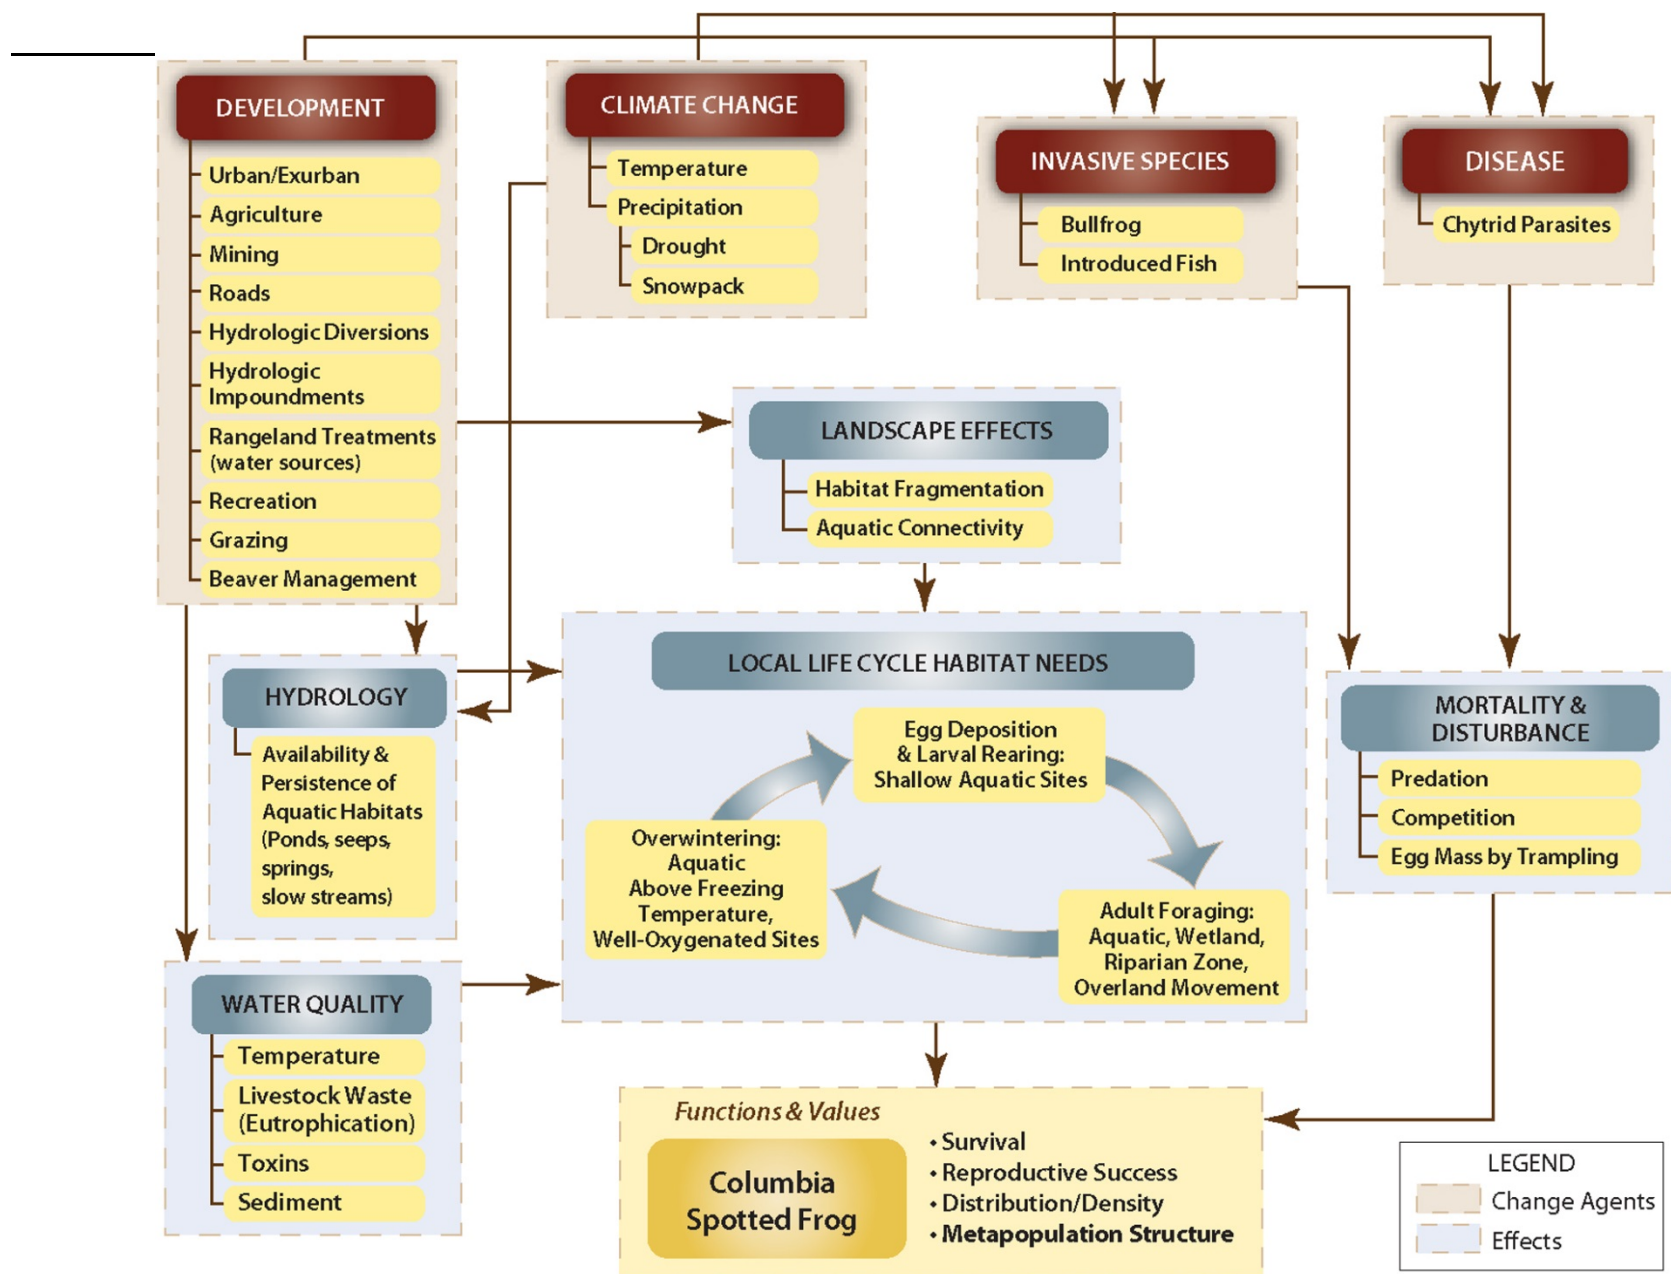 DEVELOPMENT
Urban/Exurban
Agriculture
Mining
Roads
Hydrologic Diversions
Hydrologic
Impoundments
Rangeland Treatments
(water sources)
Recreation
Grazing
Beaver Management
CLIMATE CHANGE
Temperature
Precipitation
Drought
Snowpack
INVASIVE SPECIES
Bullfrog
Introduced Fish
DISEASE
Chytrid Parasites
LANDSCAPE EFFECTS
Habitat Fragmentation
Aquatic Connectivity
HYDROLOGY
Availability &
Persistence of
Aquatic Habitats
(Ponds, seeps,
springs,
slow streams)
LOCAL LIFE CYCLE HABITAT NEEDS
Egg Deposition
& Larval Rearing:
Shallow Aquatic Sites
Overwintering:
Aquatic
Above Freezing
Temperature,
Well-Oxygenated Sites
Adult Foraging:
Aquatic, Wetland,
Riparian Zone,
Overland Movement
MORTALITY &
DISTURBANCE
Predation
Competition
Egg Mass by Trampling
WATER QUALITY
Temperature
Livestock Waste
(Eutrophication)
Toxins
Sediment
Functions & Values
Columbia
Spotted Frog
• Survival
• Reproductive Success
• Distribution/Density
• Metapopulation Structure
LEGEND
Change Agents
Effects